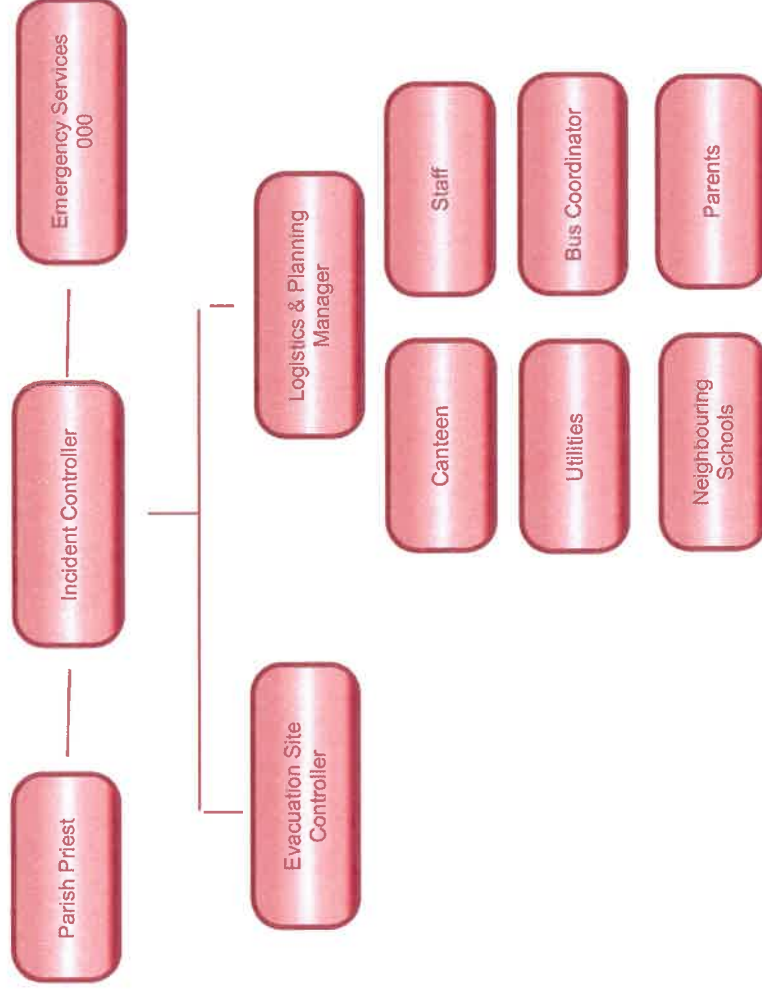 Parish Priest
Incident Controller
Emergency Services
000
Evacuation Site
Controller
Logistics & Planning
Manager
Canteen
Staff
Utilities
Bus Coordinator
Neighbouring
Schools
Parents